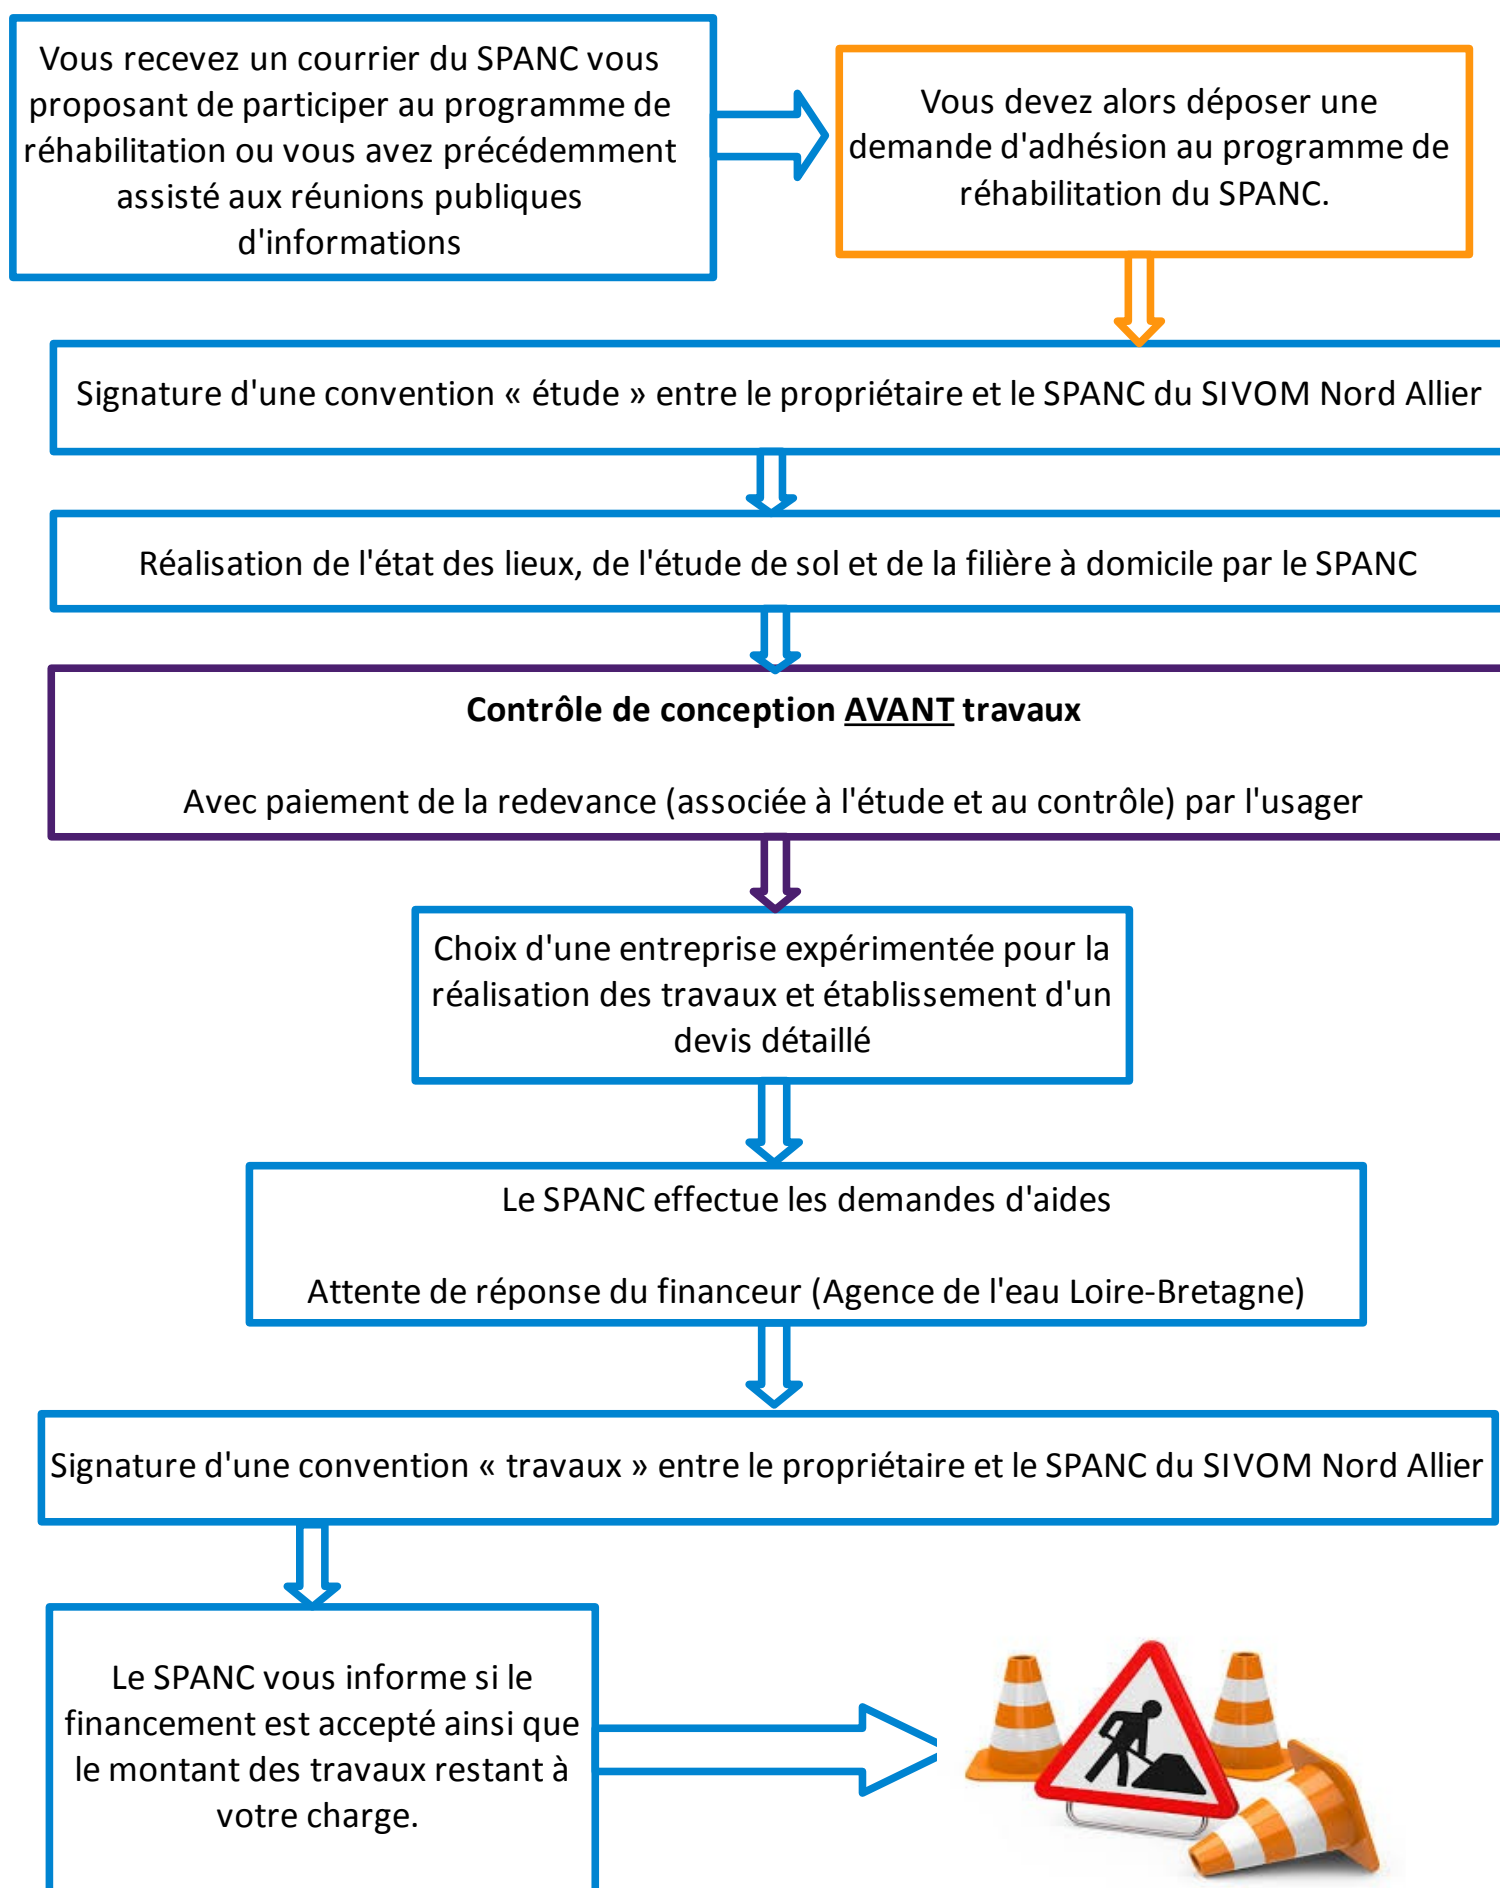 Vous recevez un courrier du SPANC vous
proposant de participer au programme de
réhabilitation ou vous avez précédemment
assisté aux réunions publiques
d'informations
Vous devez alors déposer une
demande d'adhésion au programme de
réhabilitation du SPANC.
Signature d'une convention « étude » entre le propriétaire et le SPANC du SIVOM Nord Allier
Réalisation de l'état des lieux, de l'étude de sol et de la filière à domicile par le SPANC
Contrôle de conception AVANT travaux
Avec paiement de la redevance (associée à l'étude et au contrôle) par l'usager
Choix d'une entreprise expérimentée pour la
réalisation des travaux et établissement d'un
devis détaillé
Le SPANC effectue les demandes d'aides
Attente de réponse du financeur (Agence de l'eau Loire-Bretagne)
Signature d'une convention « travaux » entre le propriétaire et le SPANC du SIVOM Nord Allier
Le SPANC vous informe si le
financement est accepté ainsi que
le montant des travaux restant à
votre charge.